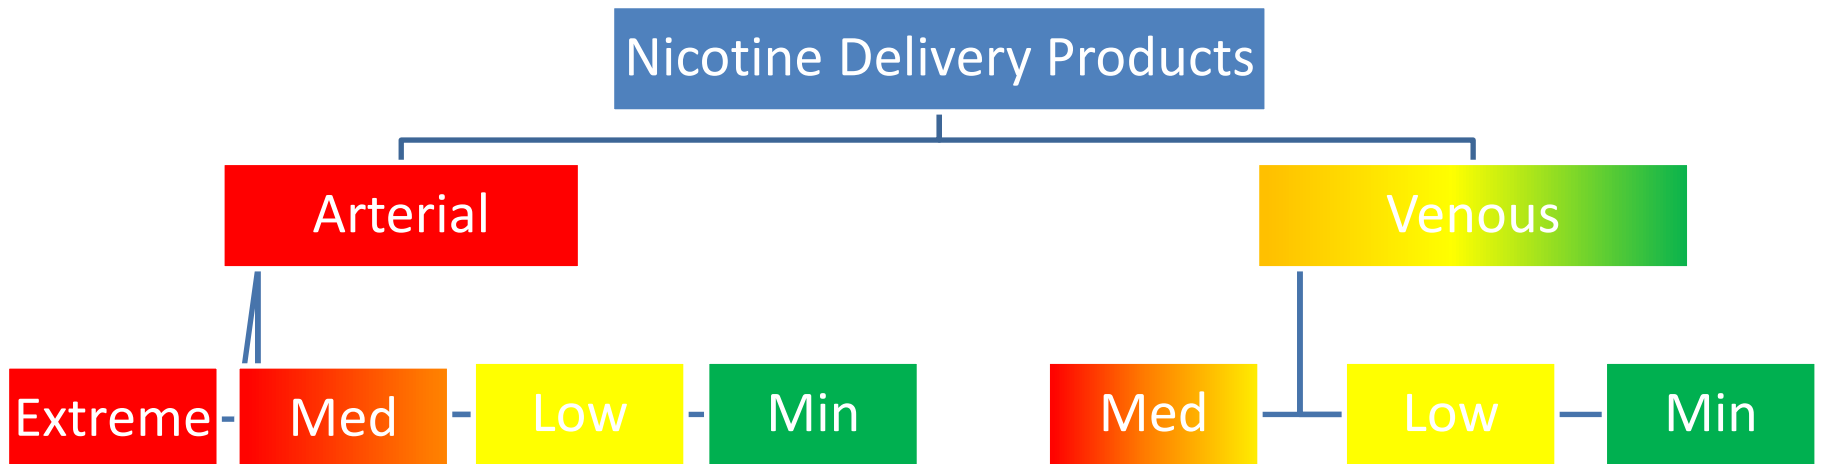 Nicotine Delivery Products
Arterial
Venous
Extreme
Med
Low
Min
Med
Low
Min